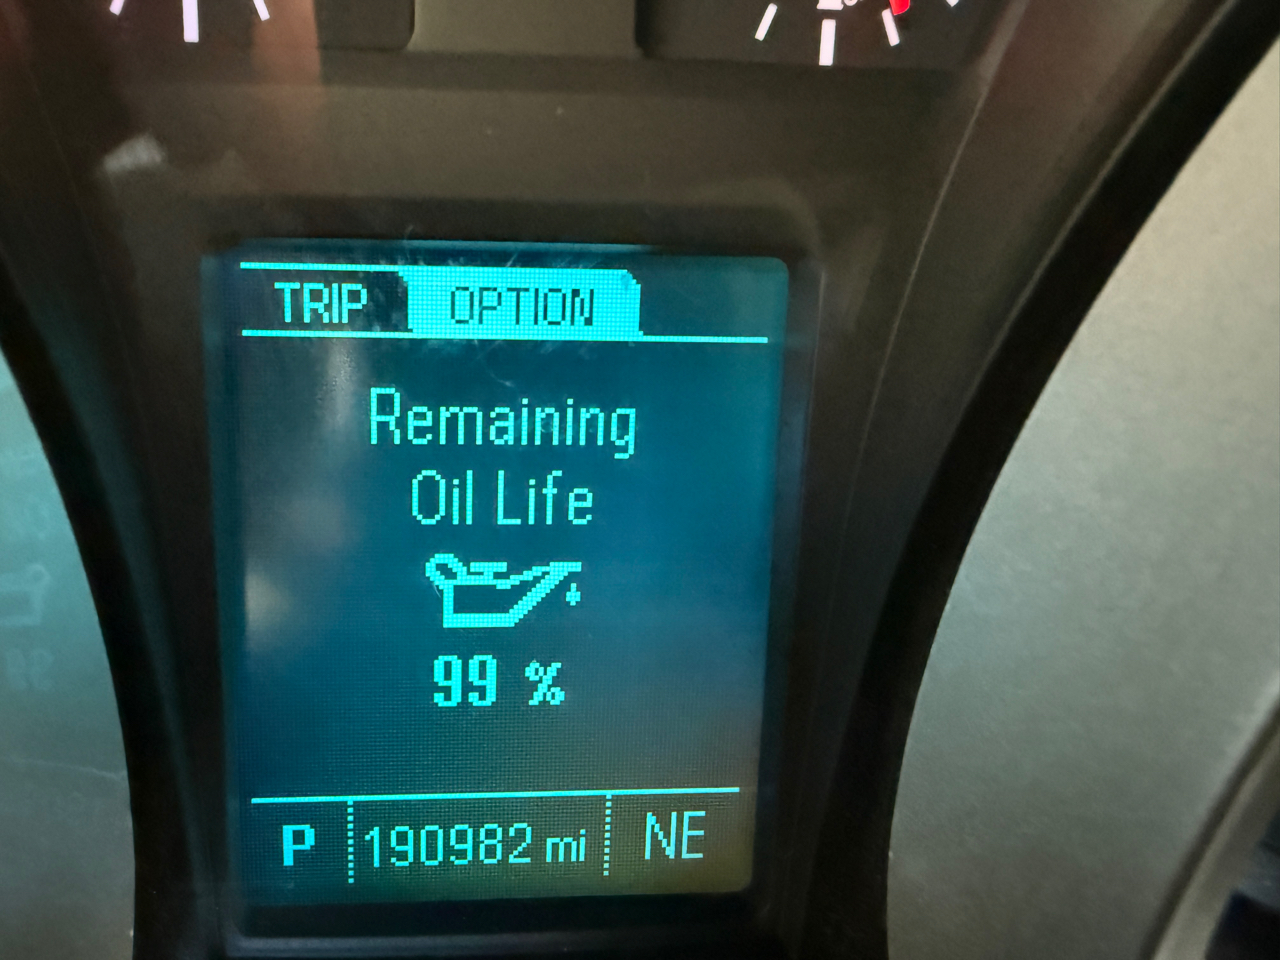 TRIP OPTION
Remaining
Oil Life
99 %
P 190982 mi NE